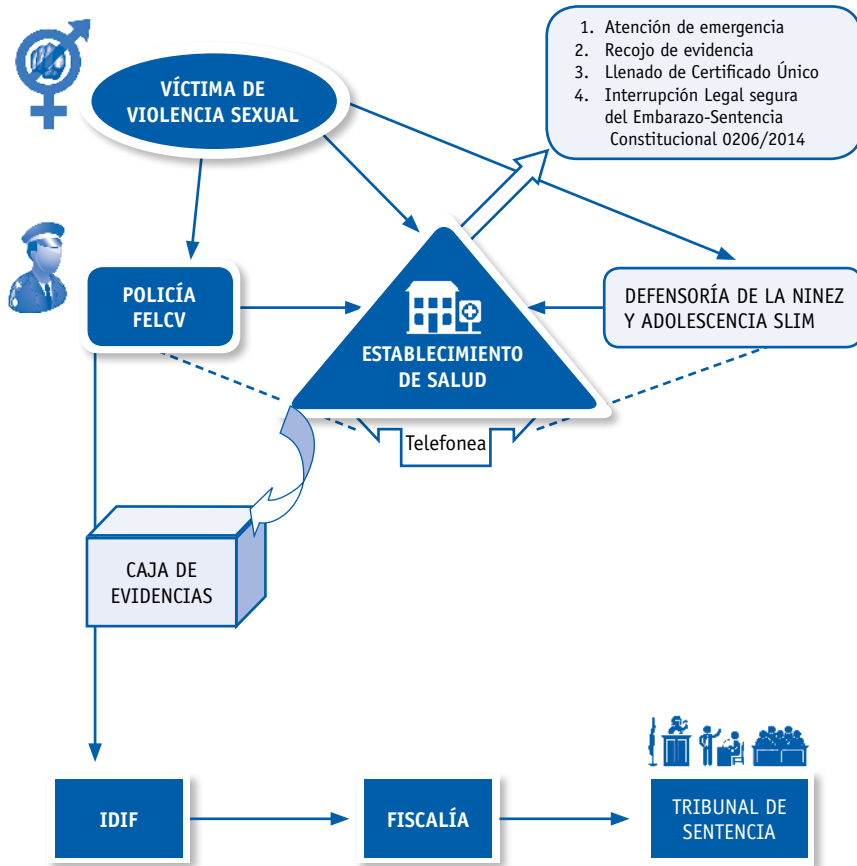 1. Atención de emergencia
2. Recojo de evidencia
3. Llenado de Certificado Único
4. Interrupción Legal segura
del Embarazo-Sentencia
Constitucional 0206/2014
VÍCTIMA DE
VIOLENCIA SEXUAL
POLICÍA
FELCV
ESTABLECIMIENTO
DE SALUD
DEFENSORÍA DE LA NINEZ
Y ADOLESCENCIA SLIM
Telefonea
CAJA DE
EVIDENCIAS
IDIF
FISCALÍA
TRIBUNAL DE
SENTENCIA